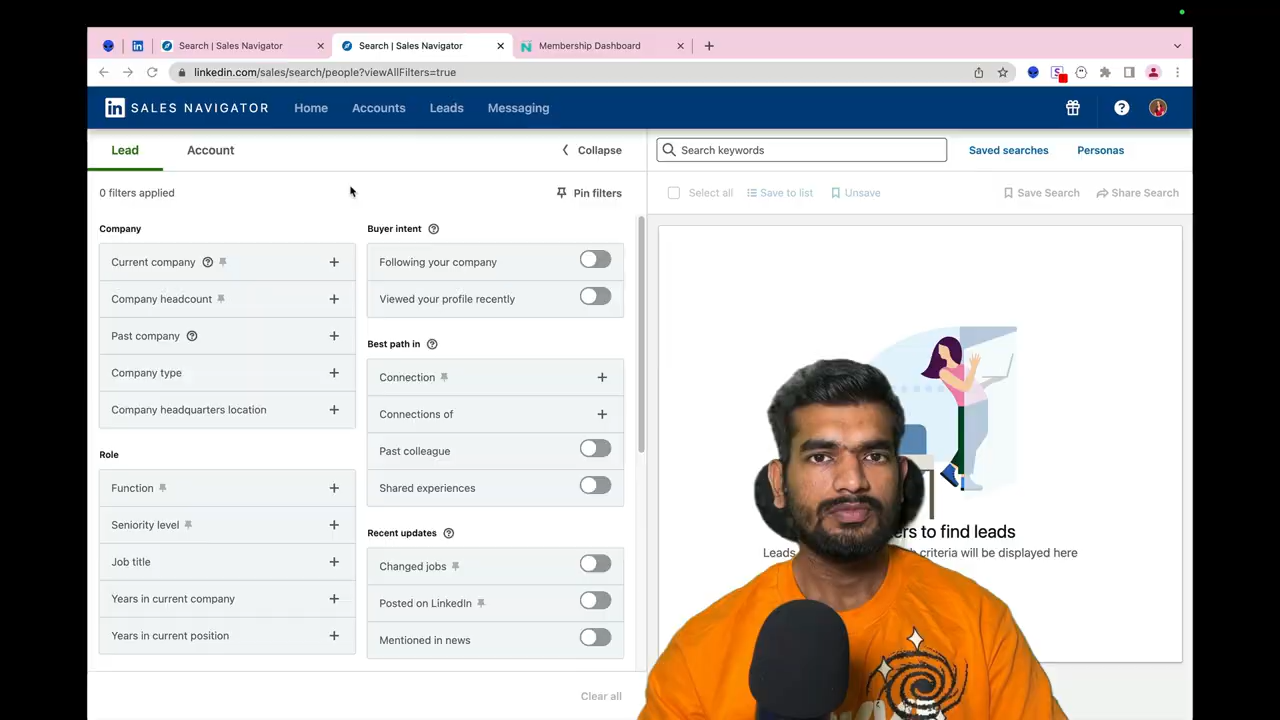 Search | Sales Navigator
Search | Sales Navigator
Membership Dashboard
linkedin.com/sales/search/people?viewAllFilters=true
in SALES NAVIGATOR
Home
Accounts
Leads
Messaging
Lead
Account
Collapse
Search keywords
Saved searches
Personas
0 filters applied
Pin filters
Select all
Save to list
Unsave
Save Search
Share Search
Company
Current company
Company headcount
Past company
Company type
Company headquarters location
Role
Function
Seniority level
Job title
Years in current company
Years in current position
Buyer intent
Following your company
Viewed your profile recently
Best path in
Connection
Connections of
Past colleague
Shared experiences
Recent updates
Changed jobs
Posted on LinkedIn
Mentioned in news
Clear all
to find leads
Leads
criteria will be displayed here